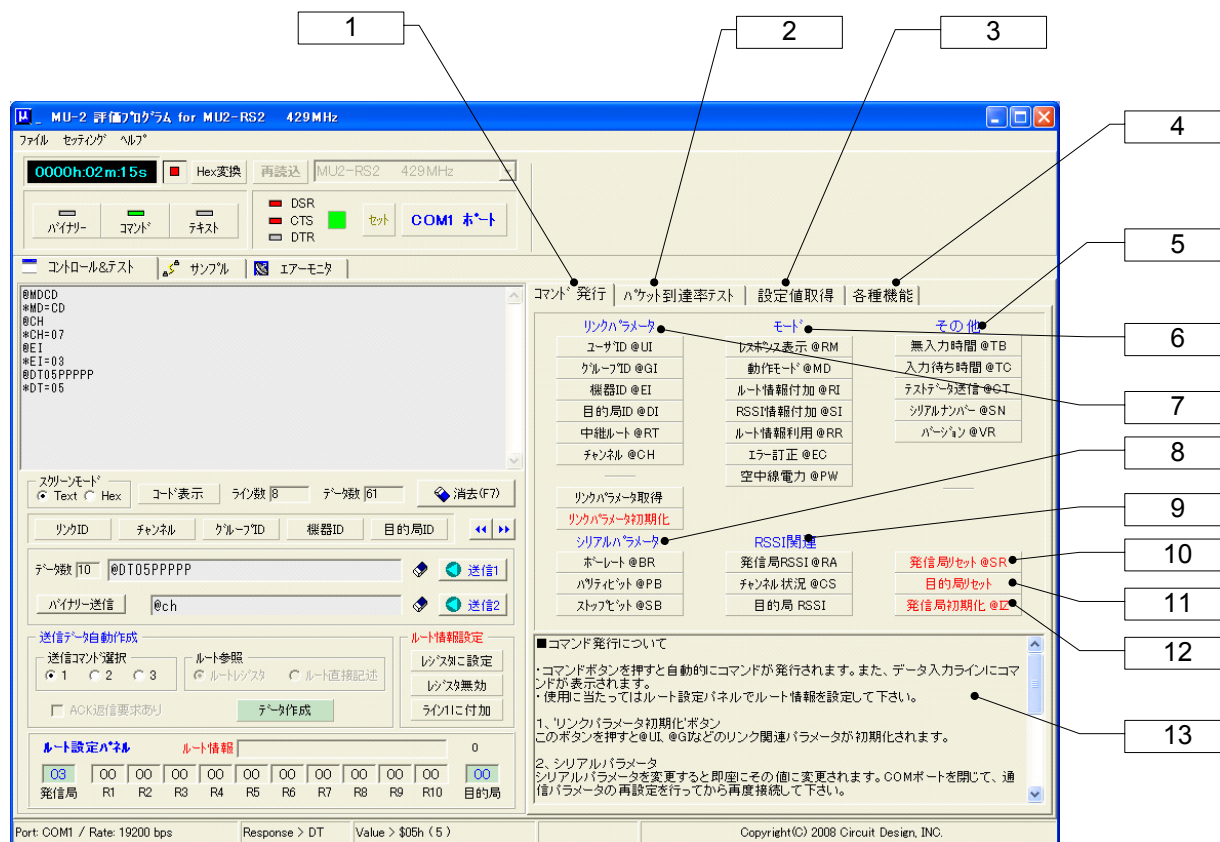 1
2
3
4
5
6
7
8
9
10
11
12
13
μ_ MU-2 評価ﾌﾟﾛｸﾞﾗﾑ for MU2-RS2 429MHz
ﾌｧｲﾙ ｾｯﾃｨﾝｸﾞ ﾍﾙﾌﾟ
0000h:02m:15s Hex変換 再読込 MU2-RS2 429MHz
ﾊﾞｲﾅﾘｰ ｺﾏﾝﾄﾞ ﾃｷｽﾄ
DSR
CTS
DTR
ｾｯﾄ COM1 ﾎﾟｰﾄ
ｺﾝﾄﾛｰﾙ&ﾃｽﾄ ｻﾝﾌﾟﾙ ｴｱｰﾓﾆﾀ
@MDCD
*MD=CD
@CH
*CH=07
@EI
*EI=03
@DT05PPPPP
*DT=05
ｽｸﾘｰﾝﾓｰﾄﾞ
Text Hex ｺｰﾄﾞ表示 ﾗｲﾝ数 8 ﾃﾞｰﾀ数 61 消去(F7)
ﾘﾝｸID ﾁｬﾝﾈﾙ ｸﾞﾙｰﾌﾟID 機器ID 目的局ID
ﾃﾞｰﾀ数 10 @DT05PPPPP 送信1
ﾊﾞｲﾅﾘｰ送信 @ch 送信2
送信ﾃﾞｰﾀ自動作成
送信ｺﾏﾝﾄﾞ選択
1 2 3
ﾙｰﾄ参照
ﾙｰﾄﾚｼﾞｽﾀ ﾙｰﾄ直接記述
ACK返信要求あり ﾃﾞｰﾀ作成
ﾙｰﾄ情報設定
ﾚｼﾞｽﾀに設定
ﾚｼﾞｽﾀ無効
ﾗｲﾝ1に付加
ﾙｰﾄ設定ﾊﾟﾈﾙ ﾙｰﾄ情報 0
03 00 00 00 00 00 00 00 00 00 00 00
発信局 R1 R2 R3 R4 R5 R6 R7 R8 R9 R10 目的局
ｺﾏﾝﾄﾞ発行 ﾊﾟｹｯﾄ到達率ﾃｽﾄ 設定値取得 各種機能
ﾘﾝｸﾊﾟﾗﾒｰﾀ
ﾕｰｻﾞID @UI
ｸﾞﾙｰﾌﾟID @GI
機器ID @EI
目的局ID @DI
中継ﾙｰﾄ @RT
ﾁｬﾝﾈﾙ @CH
ﾘﾝｸﾊﾟﾗﾒｰﾀ取得
ﾘﾝｸﾊﾟﾗﾒｰﾀ初期化
ﾓｰﾄﾞ
ﾚｽﾎﾟﾝｽ表示 @RM
動作ﾓｰﾄﾞ @MD
ﾙｰﾄ情報付加 @RI
RSSI情報付加 @SI
ﾙｰﾄ情報利用 @RR
ｴﾗｰ訂正 @EC
空中線電力 @PW
その他
無入力時間 @TB
入力待ち時間 @TC
ﾃｽﾄﾃﾞｰﾀ送信 @CT
ｼﾘｱﾙﾅﾝﾊﾞｰ @SN
ﾊﾞｰｼﾞｮﾝ @VR
ｼﾘｱﾙﾊﾟﾗﾒｰﾀ
ﾎﾞｰﾚｰﾄ @BR
ﾊﾟﾘﾃｨﾋﾞｯﾄ @PB
ｽﾄｯﾌﾟﾋﾞｯﾄ @SB
RSSI関連
発信局RSSI @RA
ﾁｬﾝﾈﾙ状況 @CS
目的局 RSSI
発信局ﾘｾｯﾄ @SR
目的局ﾘｾｯﾄ
発信局初期化 @IZ
■コマンド発行について
・コマンドボタンを押すと自動的にコマンドが発行されます。また、データ入力ラインにコマ
ンドが表示されます。
・使用に当たってはルート設定パネルでルート情報を設定して下さい。
1、'リンクパラメータ初期化'ボタン
このボタンを押すと@UI、@GIなどのリンク関連パラメータが初期化されます。
2、シリアルパラメータ
シリアルパラメータを変更すると即座にその値に変更されます。COMポートを閉じて、通
信パラメータの再設定を行ってから再度接続して下さい。
Port: COM1 / Rate: 19200 bps Response > DT Value > $05h ( 5 ) Copyright(C) 2008 Circuit Design, INC.